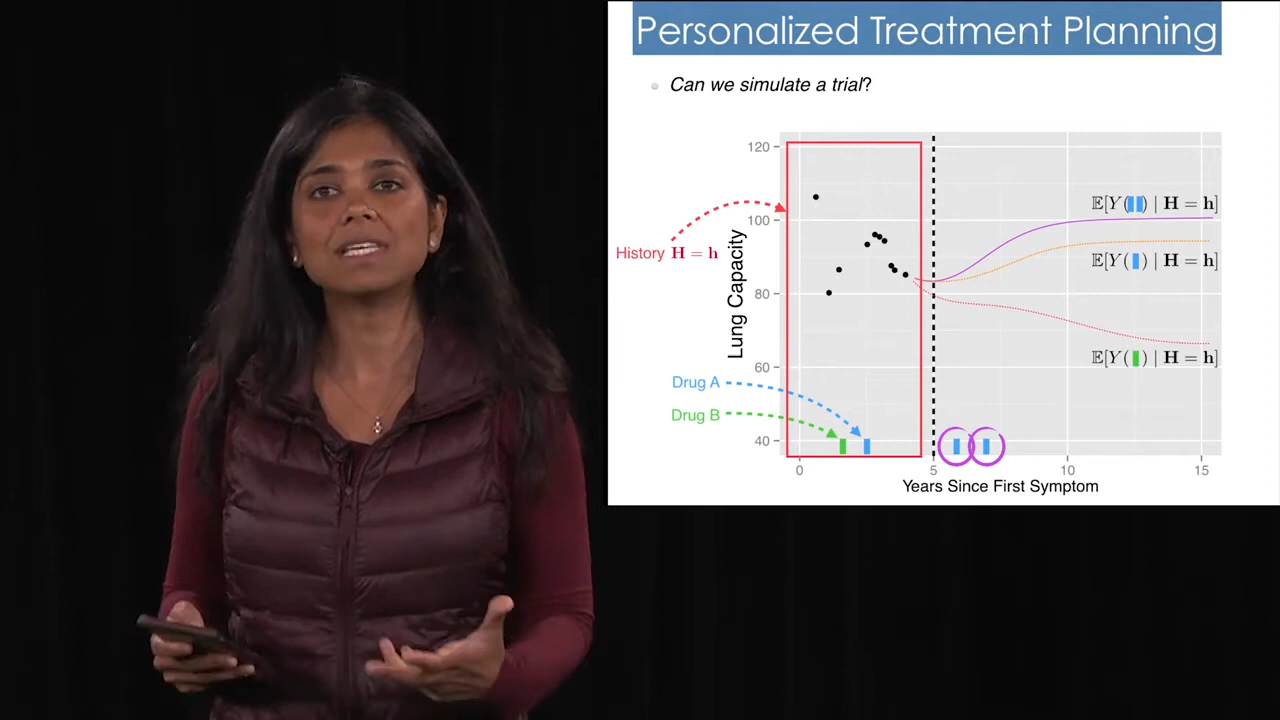 Personalized Treatment Planning
Can we simulate a trial?
120
100
80
60
40
Lung Capacity
History H = h
Drug A
Drug B
𝔼[Y( ) | H = h]
𝔼[Y( ) | H = h]
𝔼[Y( ) | H = h]
0
5
10
15
Years Since First Symptom